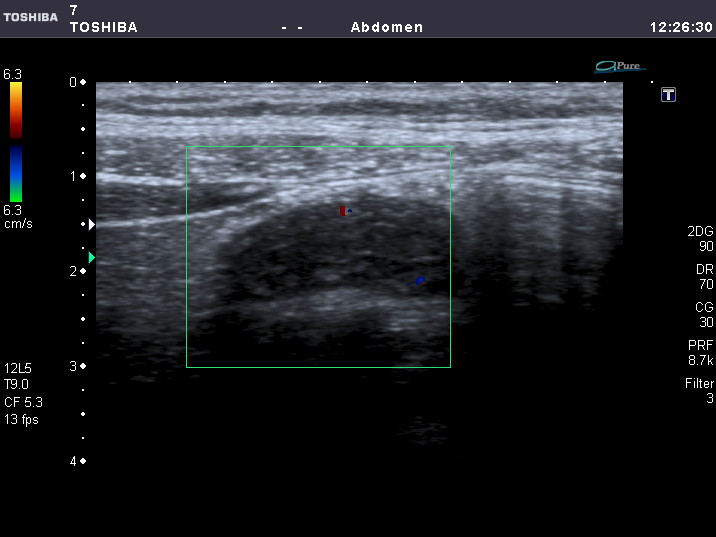 TOSHIBA
7
TOSHIBA - - Abdomen 12:26:30
Pure
6.3
6.3
cm/s
0
1
2
3
4
T
2DG
90
DR
70
CG
30
PRF
8.7k
Filter
3
12L5
T9.0
CF 5.3
13 fps